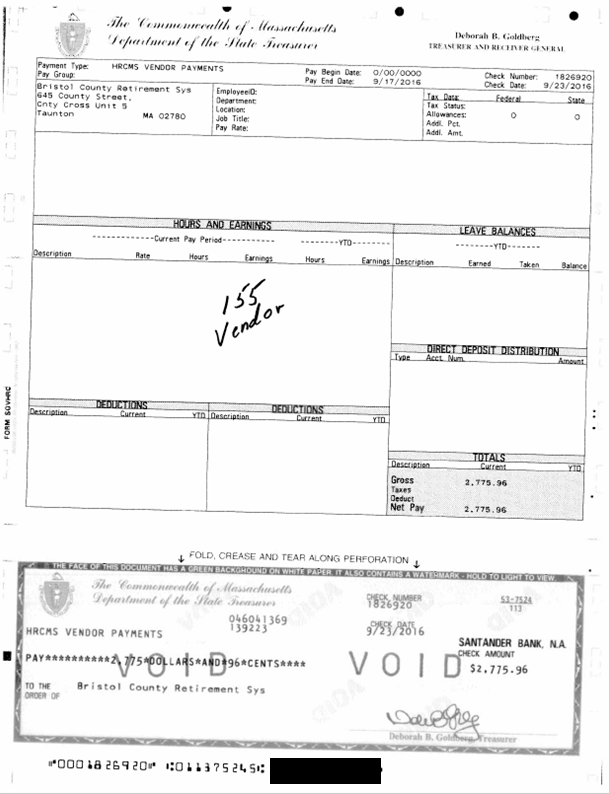 The Commonwealth of Massachusetts
Department of the State Treasurer
Deborah B. Goldberg
TREASURER AND RECEIVER GENERAL
Payment Type: HRCMS VENDOR PAYMENTS
Pay Group:
Pay Begin Date: 0/00/0000
Pay End Date: 9/17/2016
Check Number: 1826920
Check Date: 9/23/2016
Bristol County Retirement Sys
645 County Street,
Cnty Cross Unit 5
Taunton MA 02780
EmployeeID:
Department:
Location:
Job Title:
Pay Rate:
Tax Data: Federal State
Tax Status:
Allowances: 0 0
Addl. Pct.
Addl. Amt.
HOURS AND EARNINGS
-----------Current Pay Period----------- -------YTD-------
Description Rate Hours Earnings Hours Earnings
LEAVE BALANCES
-------YTD-------
Description Earned Taken Balance
155
Vendor
DIRECT DEPOSIT DISTRIBUTION
Type Acct. Num. Amount
DEDUCTIONS DEDUCTIONS
Description Current YTD Description Current YTD
FORM SGVHRC
TOTALS
Description Current YTD
Gross 2,775.96
Taxes
Deduct
Net Pay 2,775.96
↓ FOLD, CREASE AND TEAR ALONG PERFORATION ↓
THE FACE OF THIS DOCUMENT HAS A GREEN BACKGROUND ON WHITE PAPER. IT ALSO CONTAINS A WATERMARK - HOLD TO LIGHT TO VIEW
The Commonwealth of Massachusetts
Department of the State Treasurer
CHECK NUMBER
1826920
53-7524
113
046041369
139223
CHECK DATE
9/23/2016
HRCMS VENDOR PAYMENTS
SANTANDER BANK, N.A.
CHECK AMOUNT
$2,775.96
PAY**********2,775*DOLLARS*AND*96*CENTS****
VOID VOID
TO THE
ORDER OF
Bristol County Retirement Sys
Deborah B. Goldberg, Treasurer
⑈0001826920⑈ ⑆011375245⑆